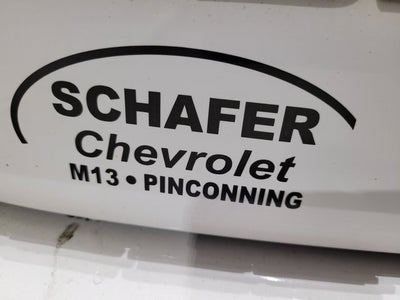 SCHAFER
Chevrolet
M13 • PINCONNING